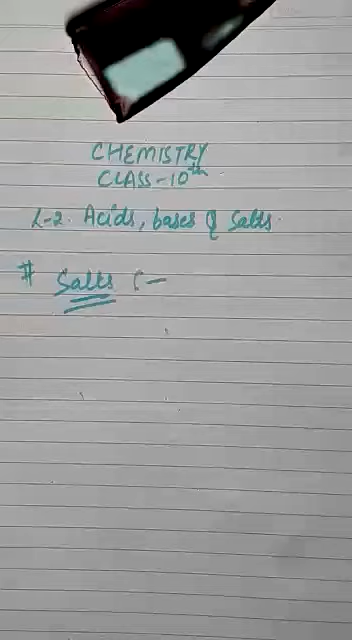 CHEMISTRY
CLASS-10th
L-2. Acids, bases & Salts.
# Salts :-